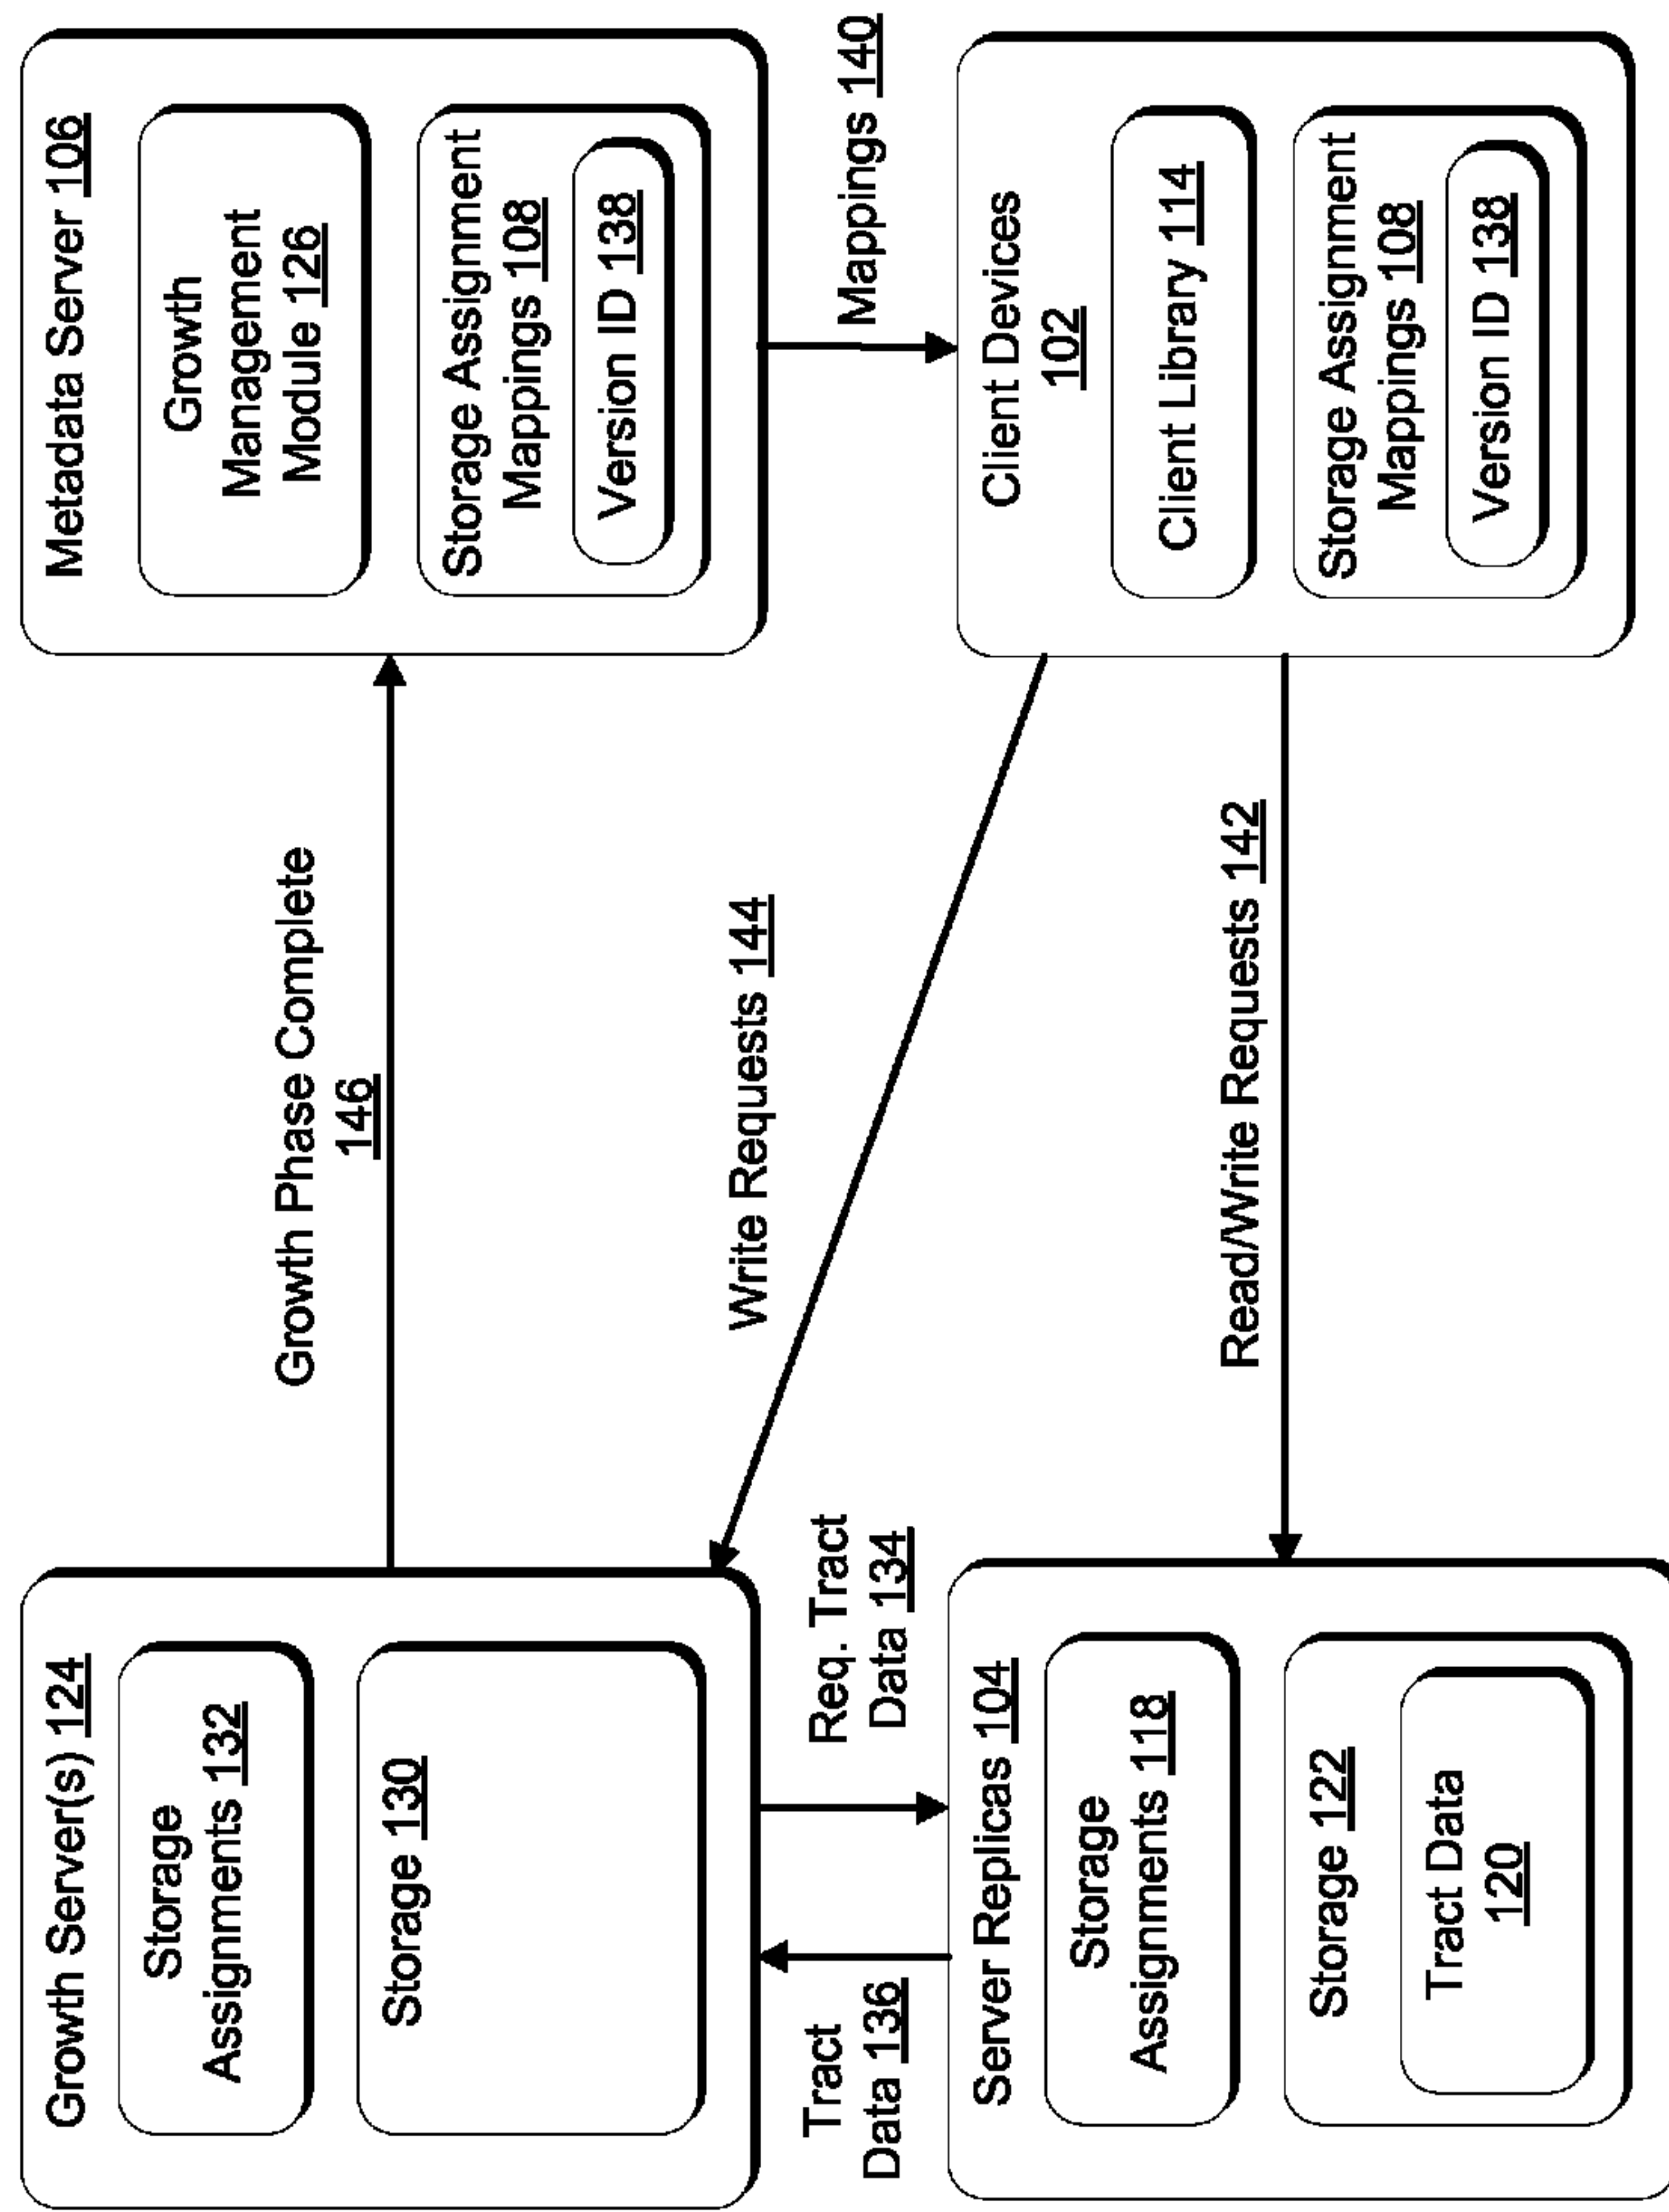 Growth Server(s) 124
Storage
Assignments 132
Storage 130
Growth Phase Complete
146
Metadata Server 106
Growth
Management
Module 126
Storage Assignment
Mappings 108
Version ID 138
Tract
Data 136
Req. Tract
Data 134
Write Requests 144
Mappings 140
Server Replicas 104
Storage
Assignments 118
Storage 122
Tract Data
120
Read/Write Requests 142
Client Devices
102
Client Library 114
Storage Assignment
Mappings 108
Version ID 138